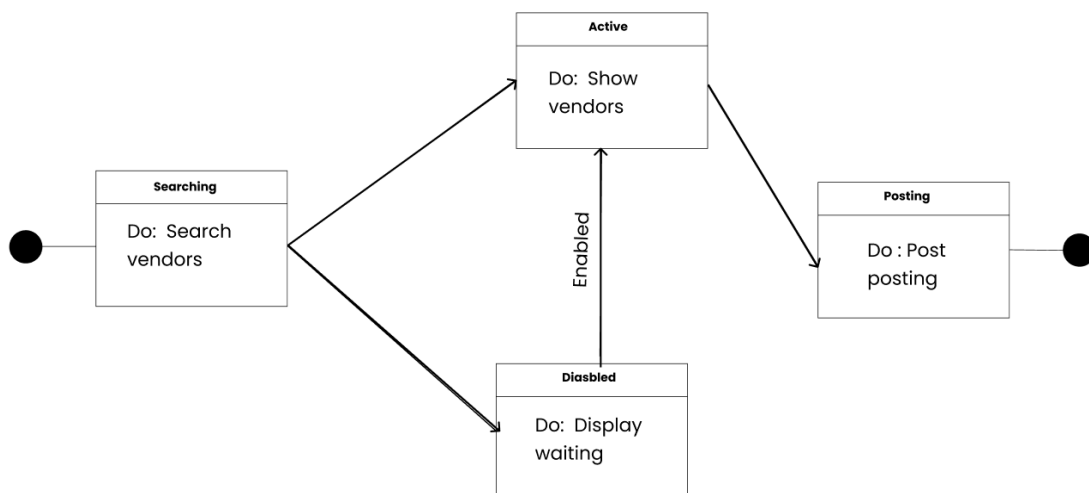 Active
Do: Show
vendors
Searching
Do: Search
vendors
Posting
Do : Post
posting
Enabled
Diasbled
Do: Display
waiting